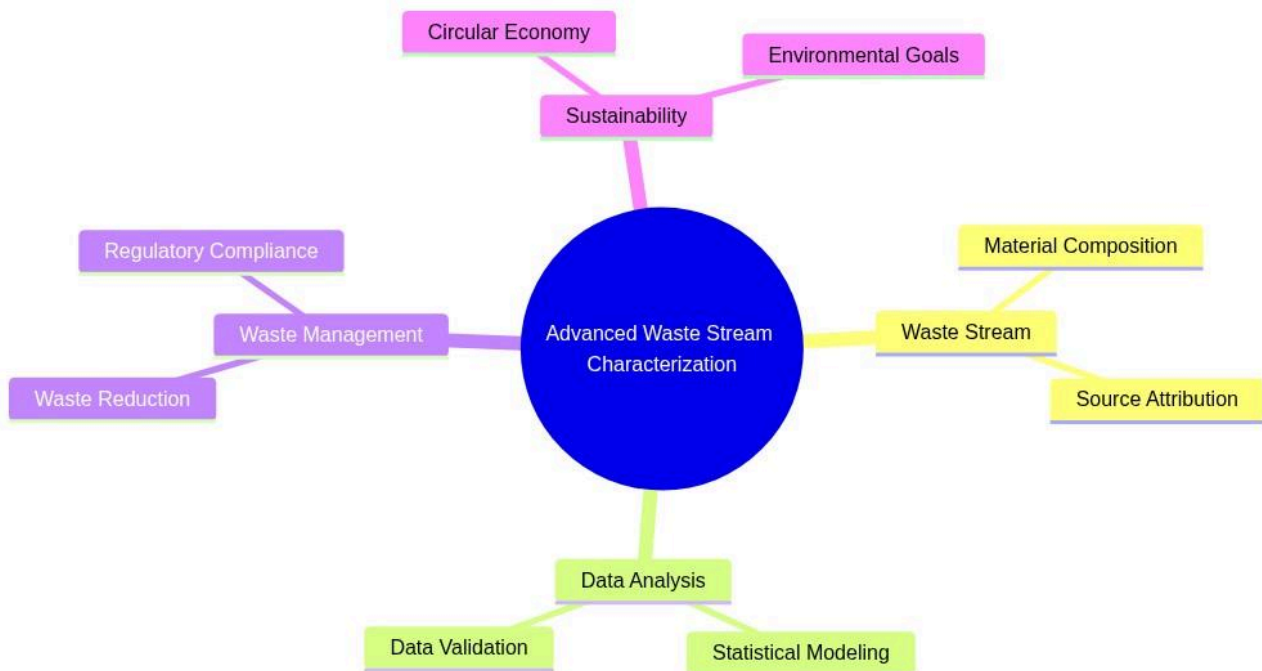 Circular Economy
Environmental Goals
Sustainability
Regulatory Compliance
Material Composition
Waste Management
Advanced Waste Stream
Characterization
Waste Stream
Waste Reduction
Source Attribution
Data Analysis
Data Validation
Statistical Modeling